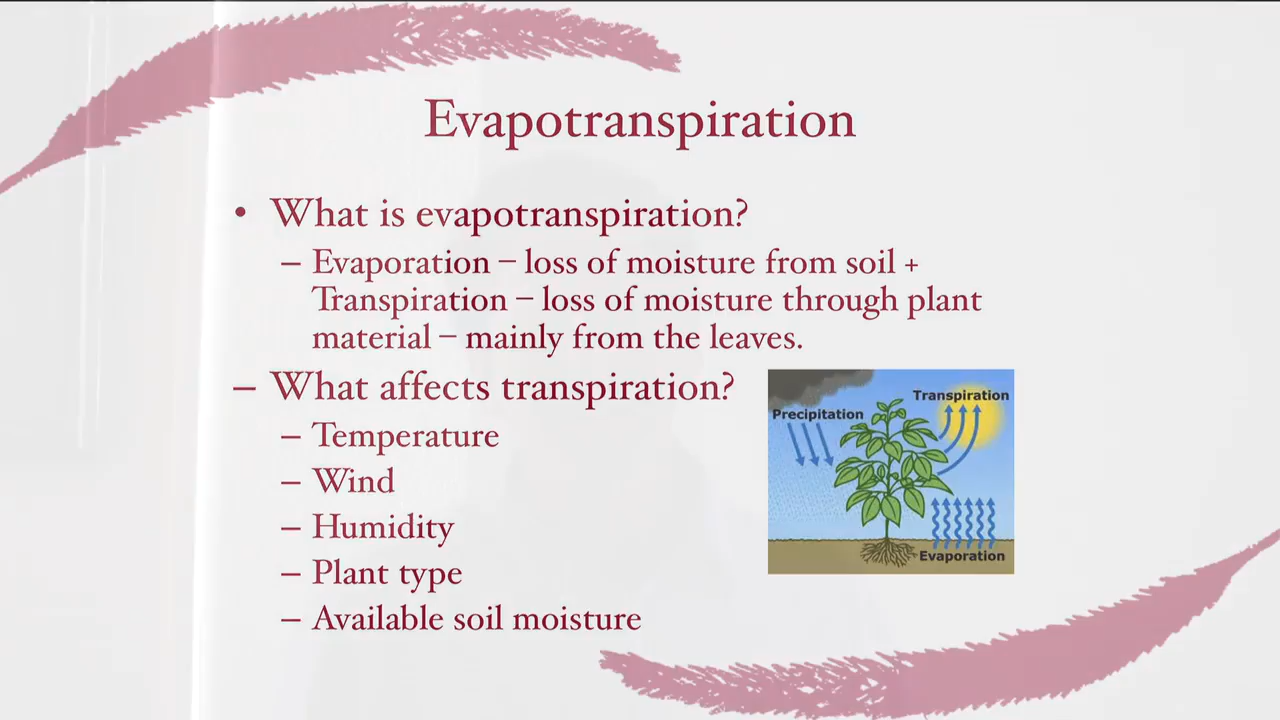 Evapotranspiration
• What is evapotranspiration?
– Evaporation – loss of moisture from soil +
Transpiration – loss of moisture through plant
material – mainly from the leaves.
– What affects transpiration?
– Temperature
– Wind
– Humidity
– Plant type
– Available soil moisture
Transpiration
Precipitation
Evaporation